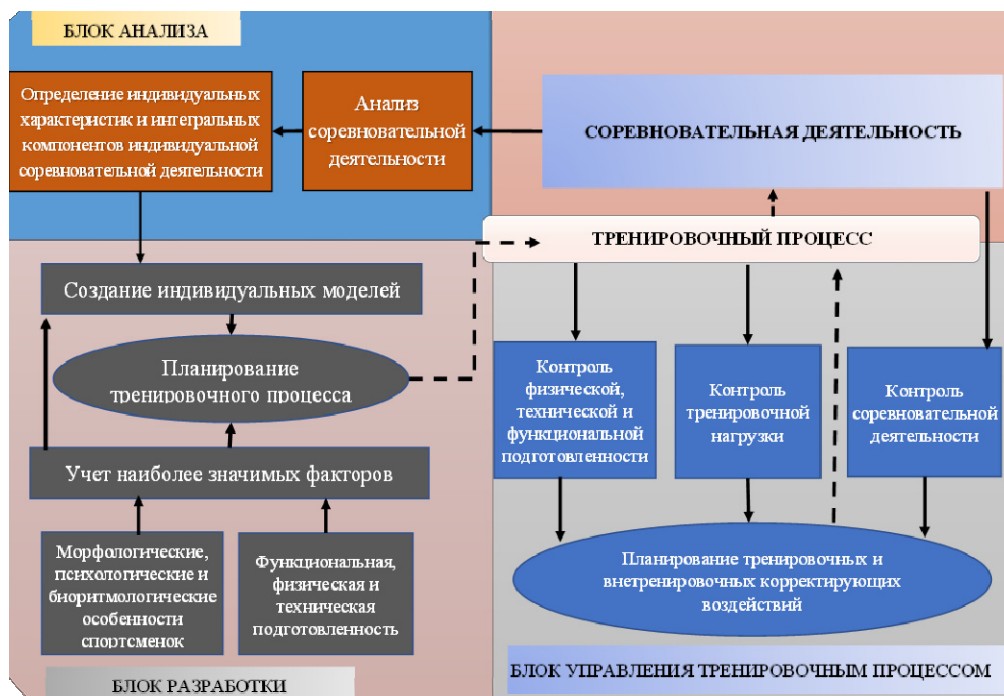 БЛОК АНАЛИЗА
Определение индивидуальных
характеристик и интегральных
компонентов индивидуальной
соревновательной деятельности
Анализ
соревновательной
деятельности
СОРЕВНОВАТЕЛЬНАЯ ДЕЯТЕЛЬНОСТЬ
ТРЕНИРОВОЧНЫЙ ПРОЦЕСС
Создание индивидуальных моделей
Планирование
тренировочного процесса
Учет наиболее значимых факторов
Морфологические,
психологические и
биоритмологические
особенности
спортсменок
Функциональная,
физическая и
техническая
подготовленность
БЛОК РАЗРАБОТКИ
Контроль
физической,
технической и
функциональной
подготовленности
Контроль
тренировочной
нагрузки
Контроль
соревновательной
деятельности
Планирование тренировочных и
внетренировочных корректирующих
воздействий
БЛОК УПРАВЛЕНИЯ ТРЕНИРОВОЧНЫМ ПРОЦЕССОМ